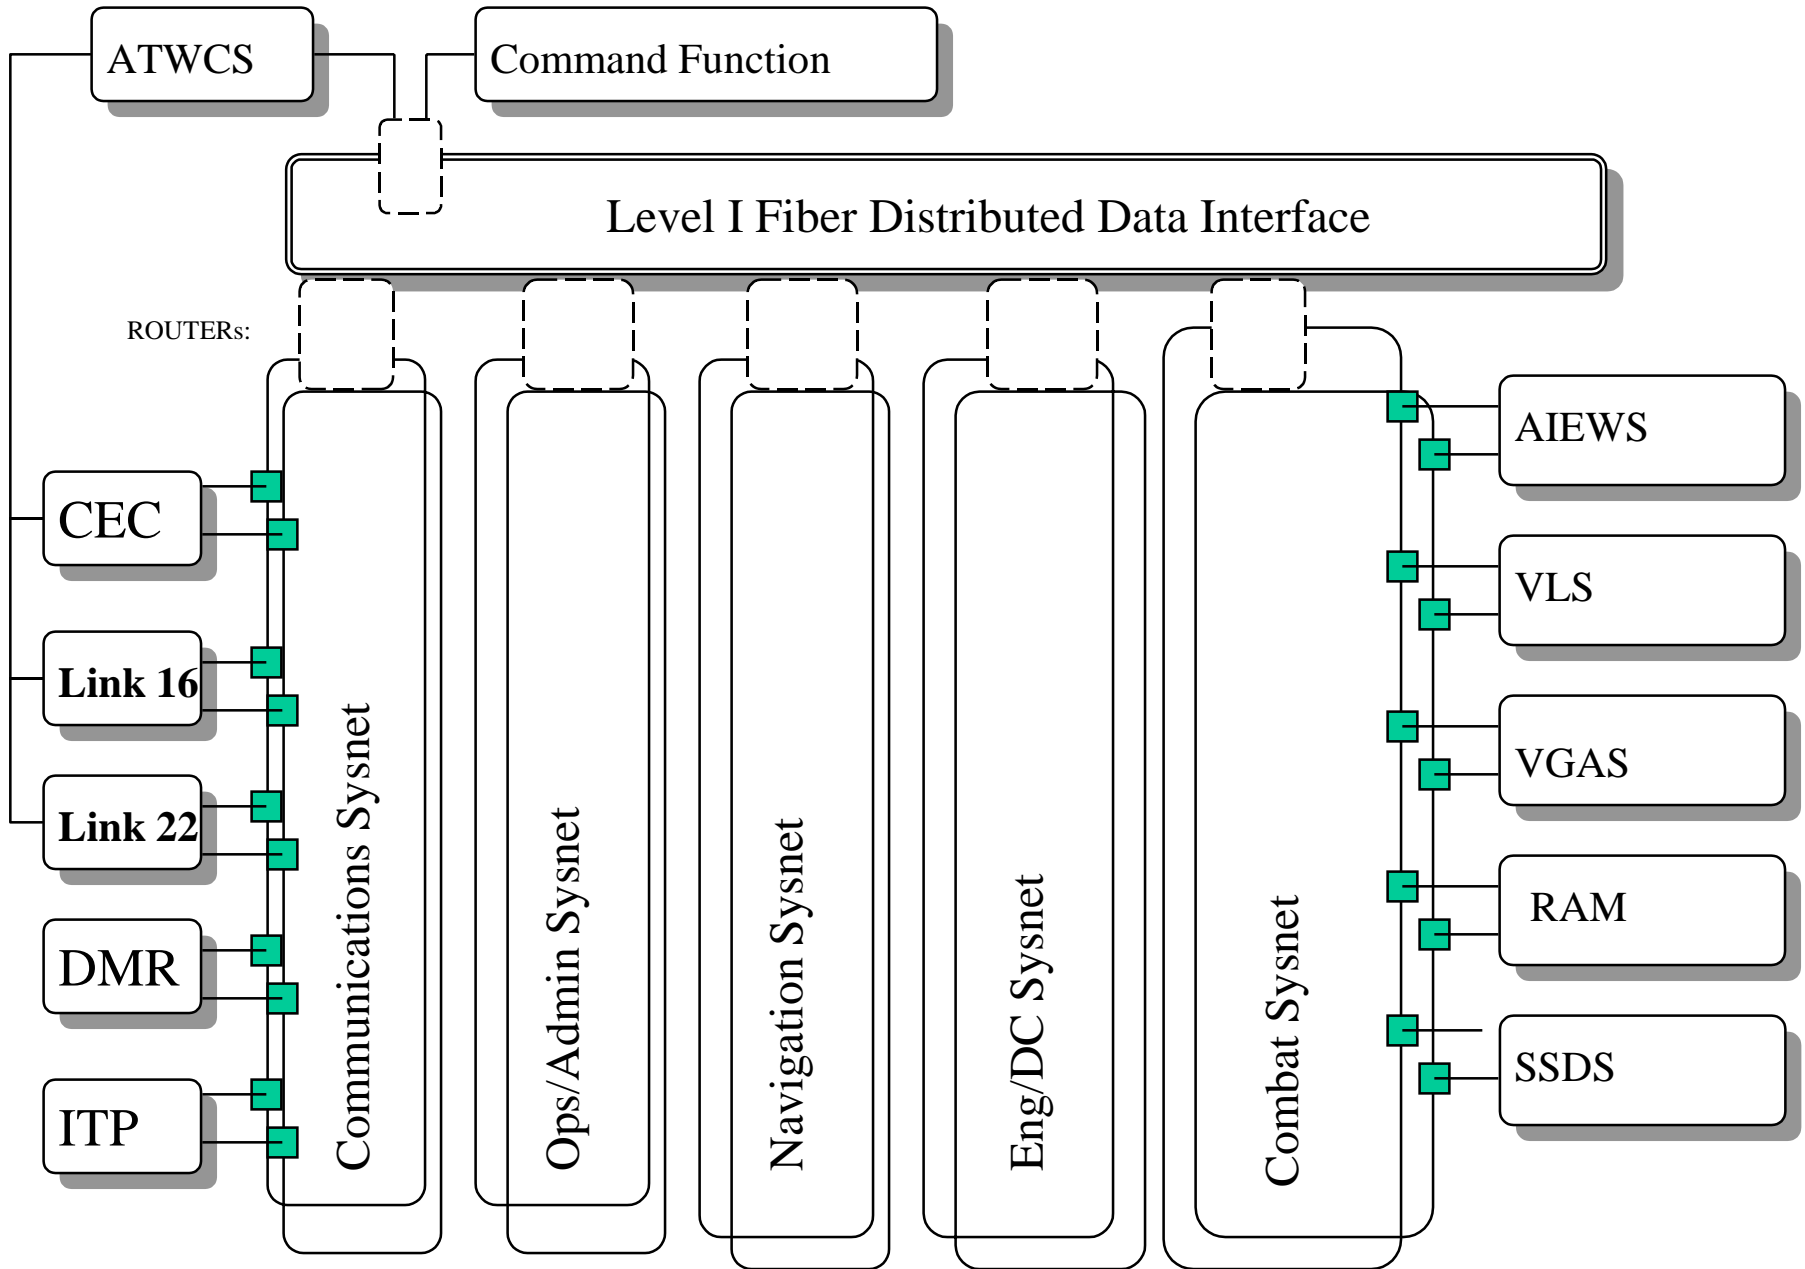 ATWCS
Command Function
Level I Fiber Distributed Data Interface
ROUTERs:
CEC
Link 16
Link 22
DMR
ITP
Communications Sysnet
Ops/Admin Sysnet
Navigation Sysnet
Eng/DC Sysnet
Combat Sysnet
AIEWS
VLS
VGAS
RAM
SSDS